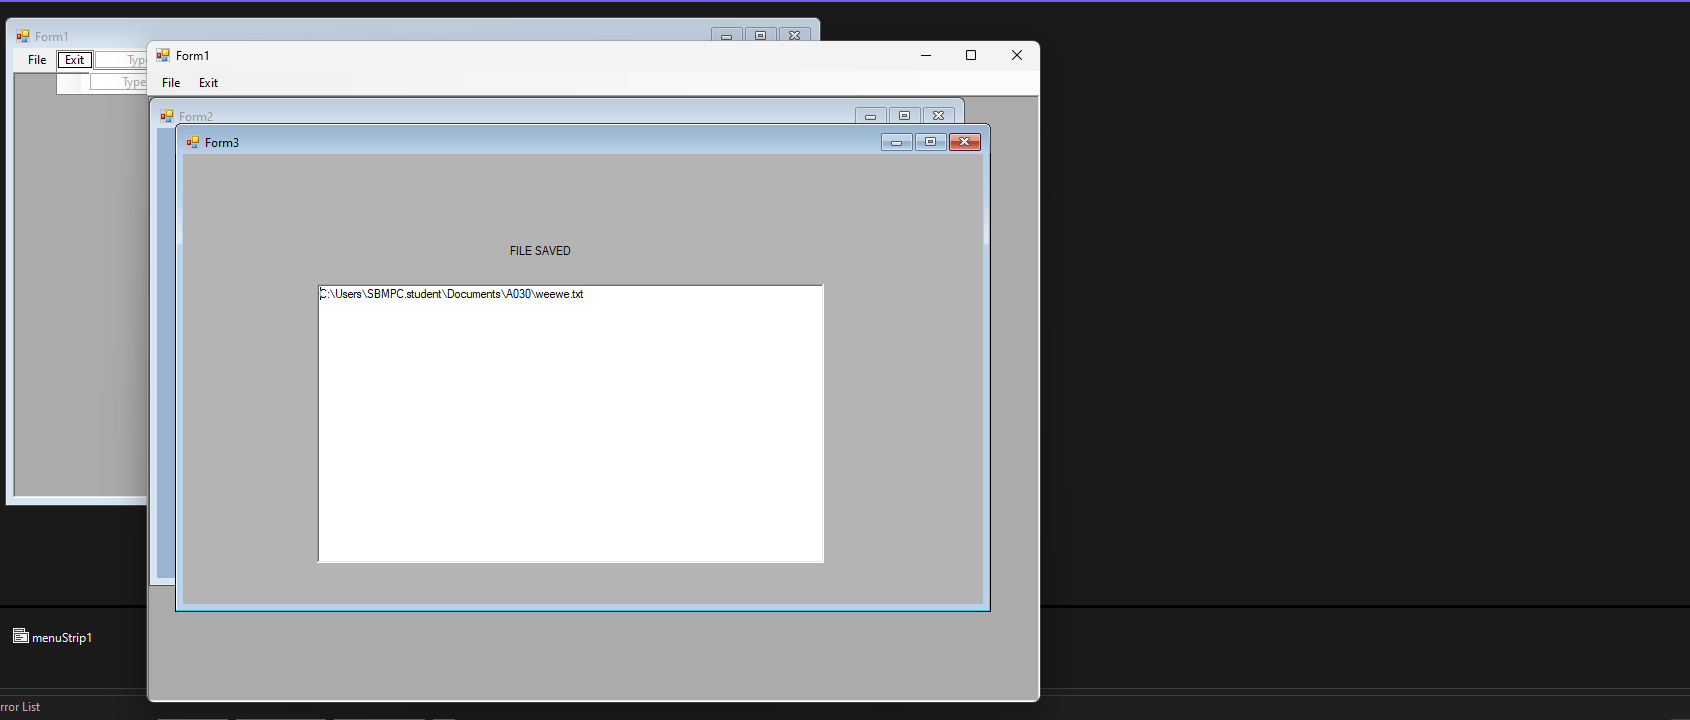 Form1
File Exit Type
Type
Form1
File Exit
Form2
Form3
FILE SAVED
C:\Users\SBMPC.student\Documents\A030\weewe.txt
menuStrip1
rror List